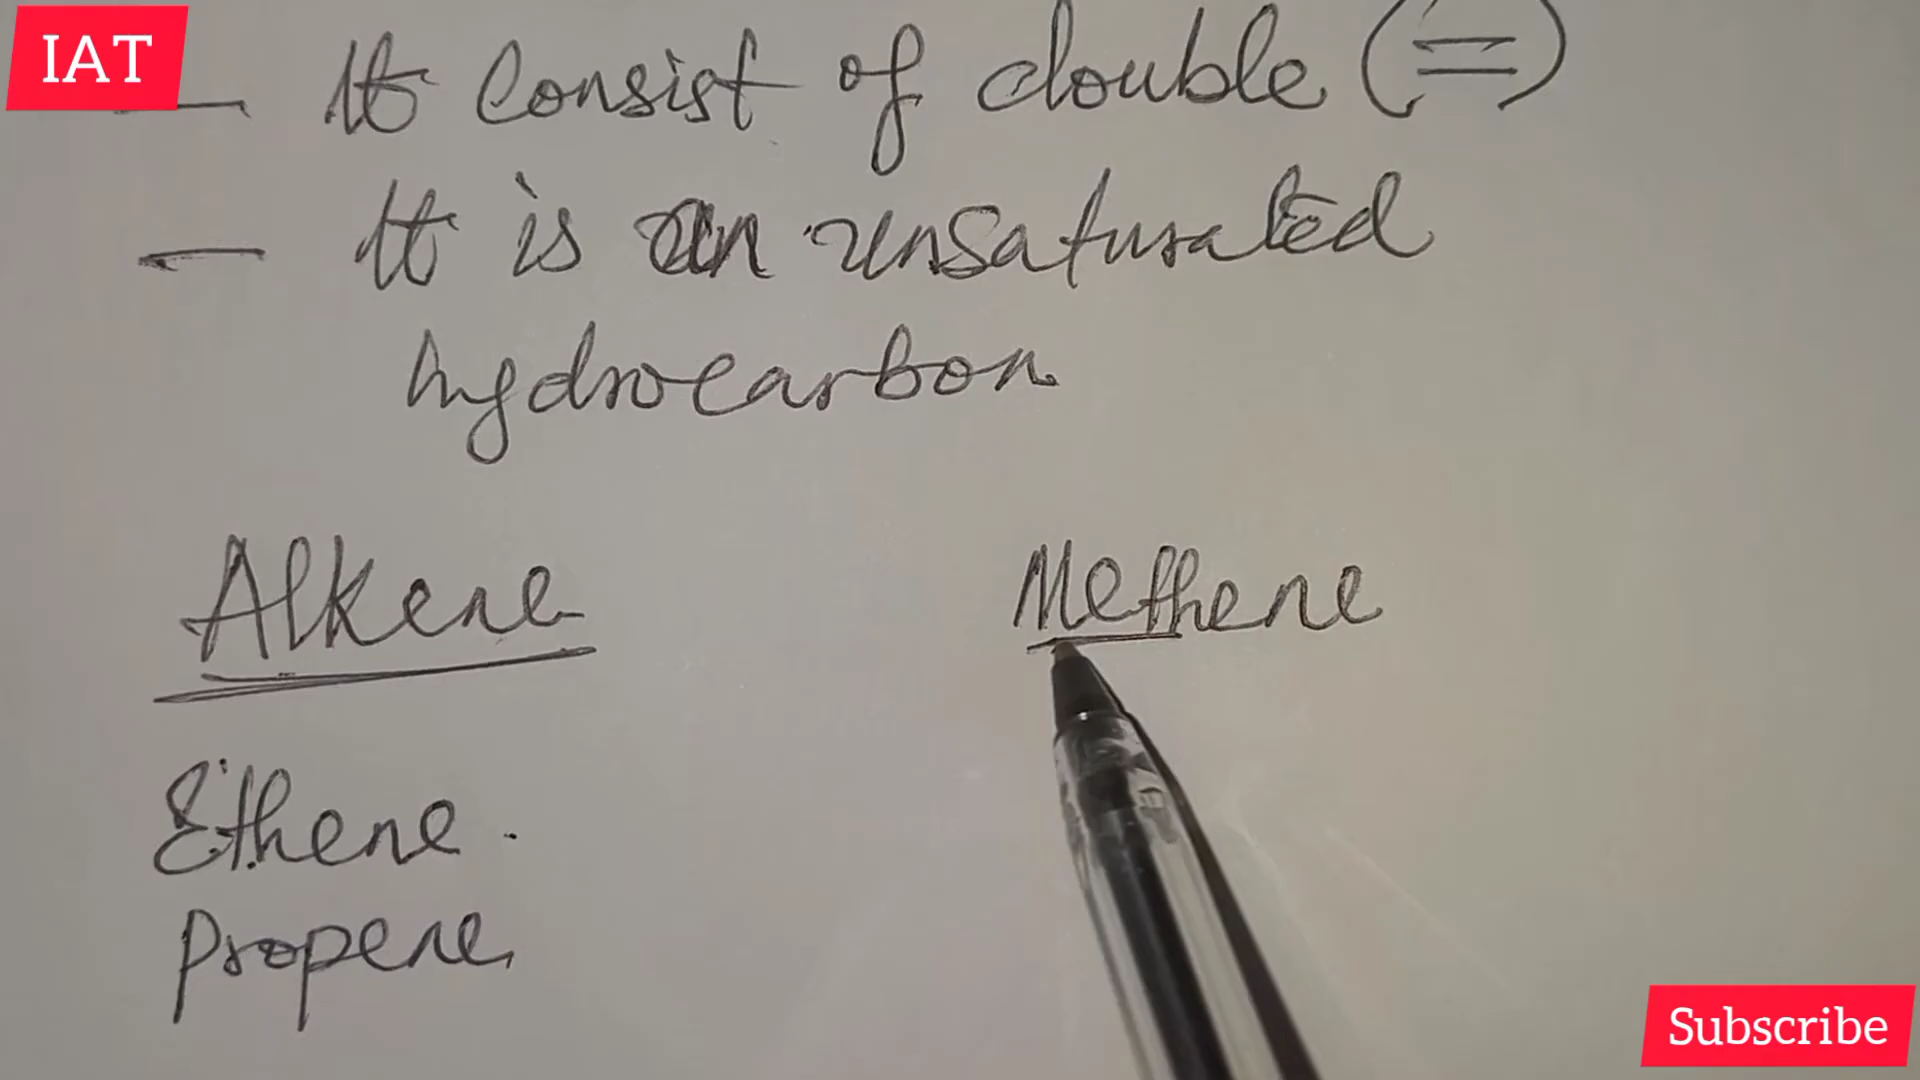 IAT
— It consist of double (=)
— It is an unsaturated
hydrocarbon
Alkene
Methene
Ethene.
Propene,
Subscribe